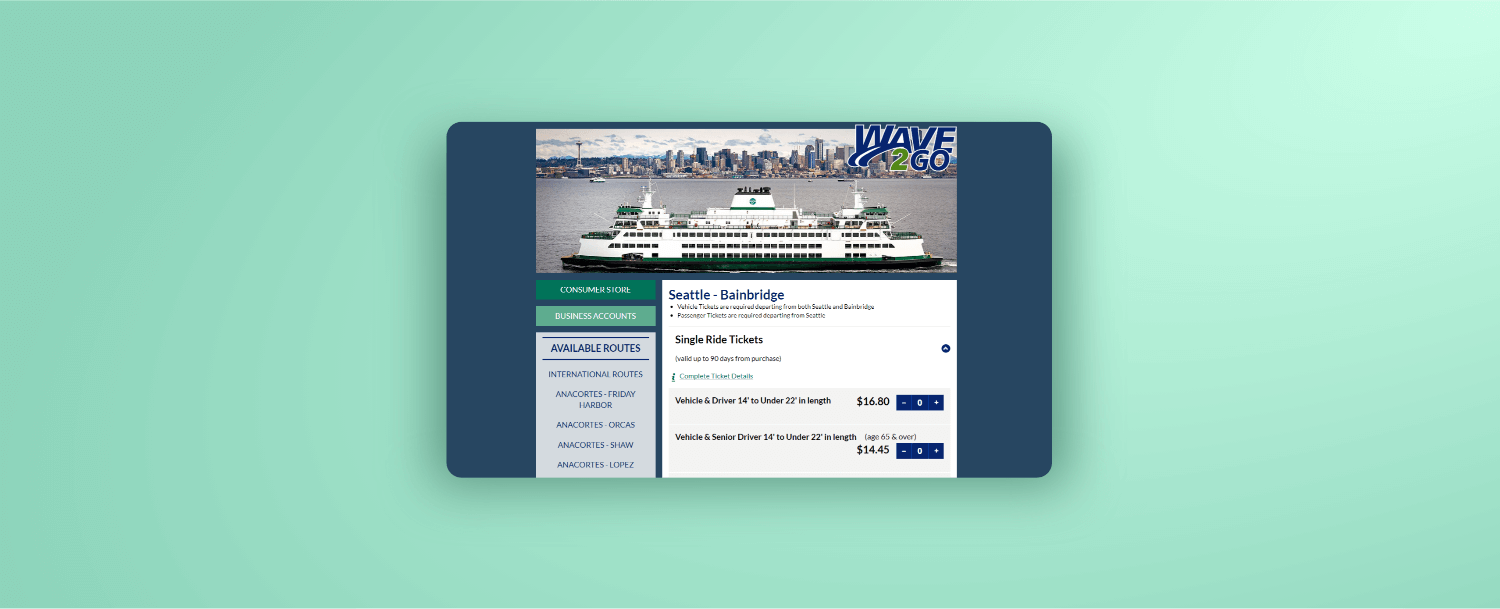 WAVE
2GO
CONSUMER STORE
BUSINESS ACCOUNTS
AVAILABLE ROUTES
INTERNATIONAL ROUTES
ANACORTES - FRIDAY
HARBOR
ANACORTES - ORCAS
ANACORTES - SHAW
ANACORTES - LOPEZ
Seattle - Bainbridge
• Vehicle Tickets are required departing from both Seattle and Bainbridge
• Passenger Tickets are required departing from Seattle
Single Ride Tickets
(valid up to 90 days from purchase)
i Complete Ticket Details
Vehicle & Driver 14' to Under 22' in length $16.80 - 0 +
Vehicle & Senior Driver 14' to Under 22' in length (age 65 & over)
$14.45 - 0 +